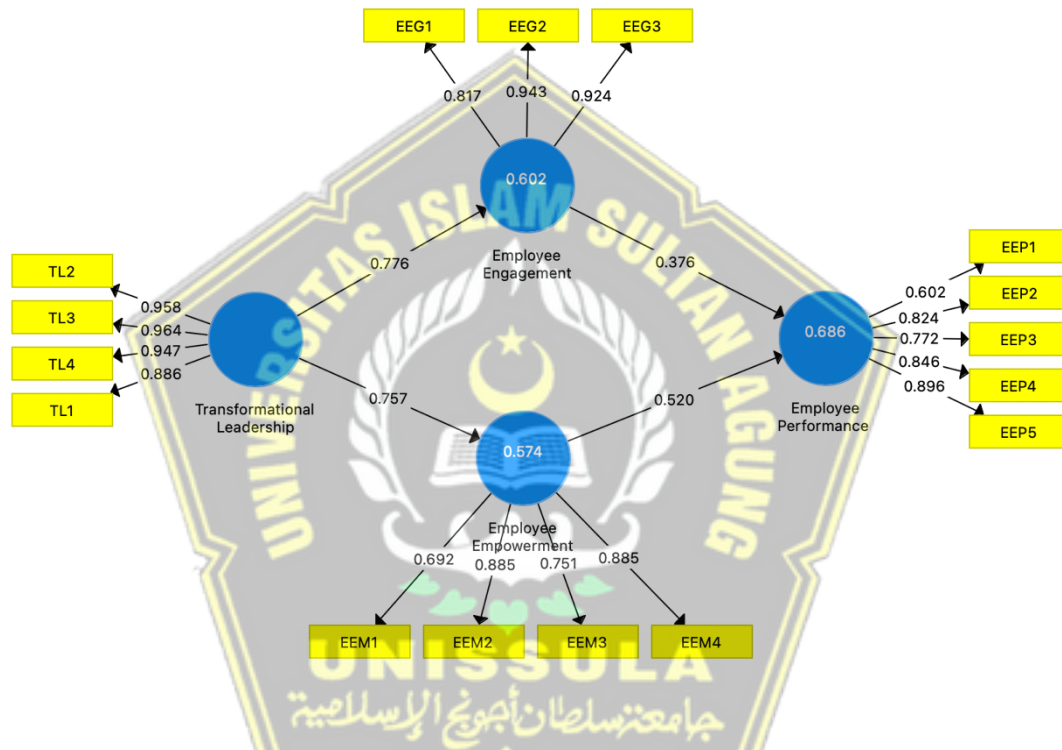 EEG1
EEG2
EEG3
0.817
0.943
0.924
0.602
UNIVERSITAS ISLAM SULTAN AGUNG
Employee
Engagement
0.776
0.376
TL2
TL3
TL4
TL1
0.958
0.964
0.947
0.886
Transformational
Leadership
0.757
0.520
0.686
Employee
Performance
0.602
0.824
0.772
0.846
0.896
EEP1
EEP2
EEP3
EEP4
EEP5
0.574
Employee
Empowerment
0.692
0.885
0.751
0.885
EEM1
EEM2
EEM3
EEM4
UNISSULA
جامعة سلطان أجونج الإسلامية